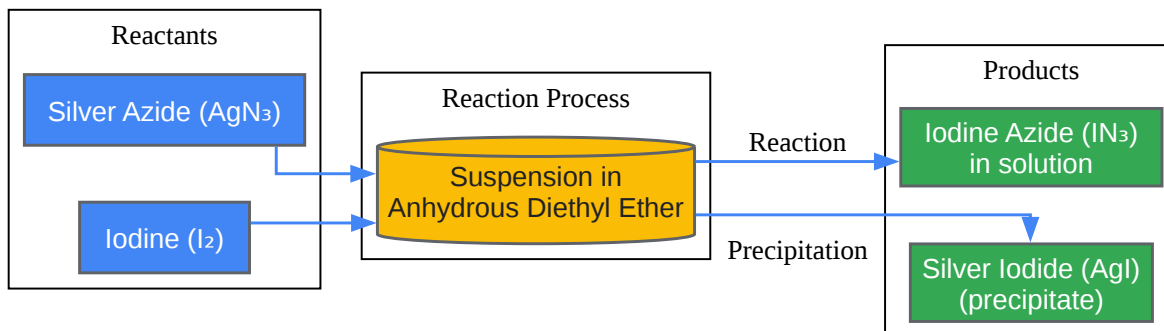 Reactants
Silver Azide (AgN₃)
Iodine (I₂)
Reaction Process
Suspension in
Anhydrous Diethyl Ether
Reaction
Precipitation
Products
Iodine Azide (IN₃)
in solution
Silver Iodide (AgI)
(precipitate)